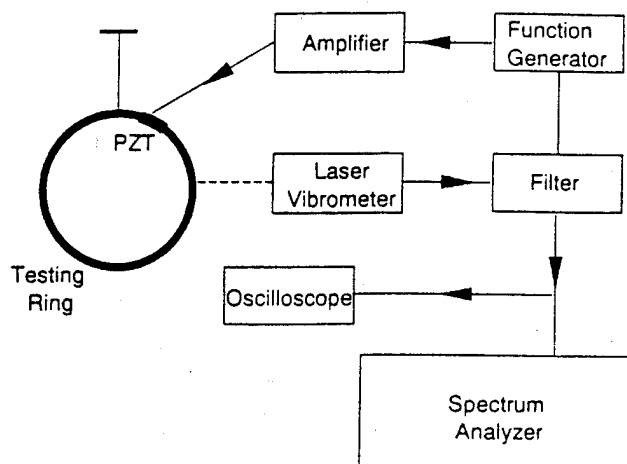 Amplifier
Function
Generator
PZT
Laser
Vibrometer
Filter
Testing
Ring
Oscilloscope
Spectrum
Analyzer